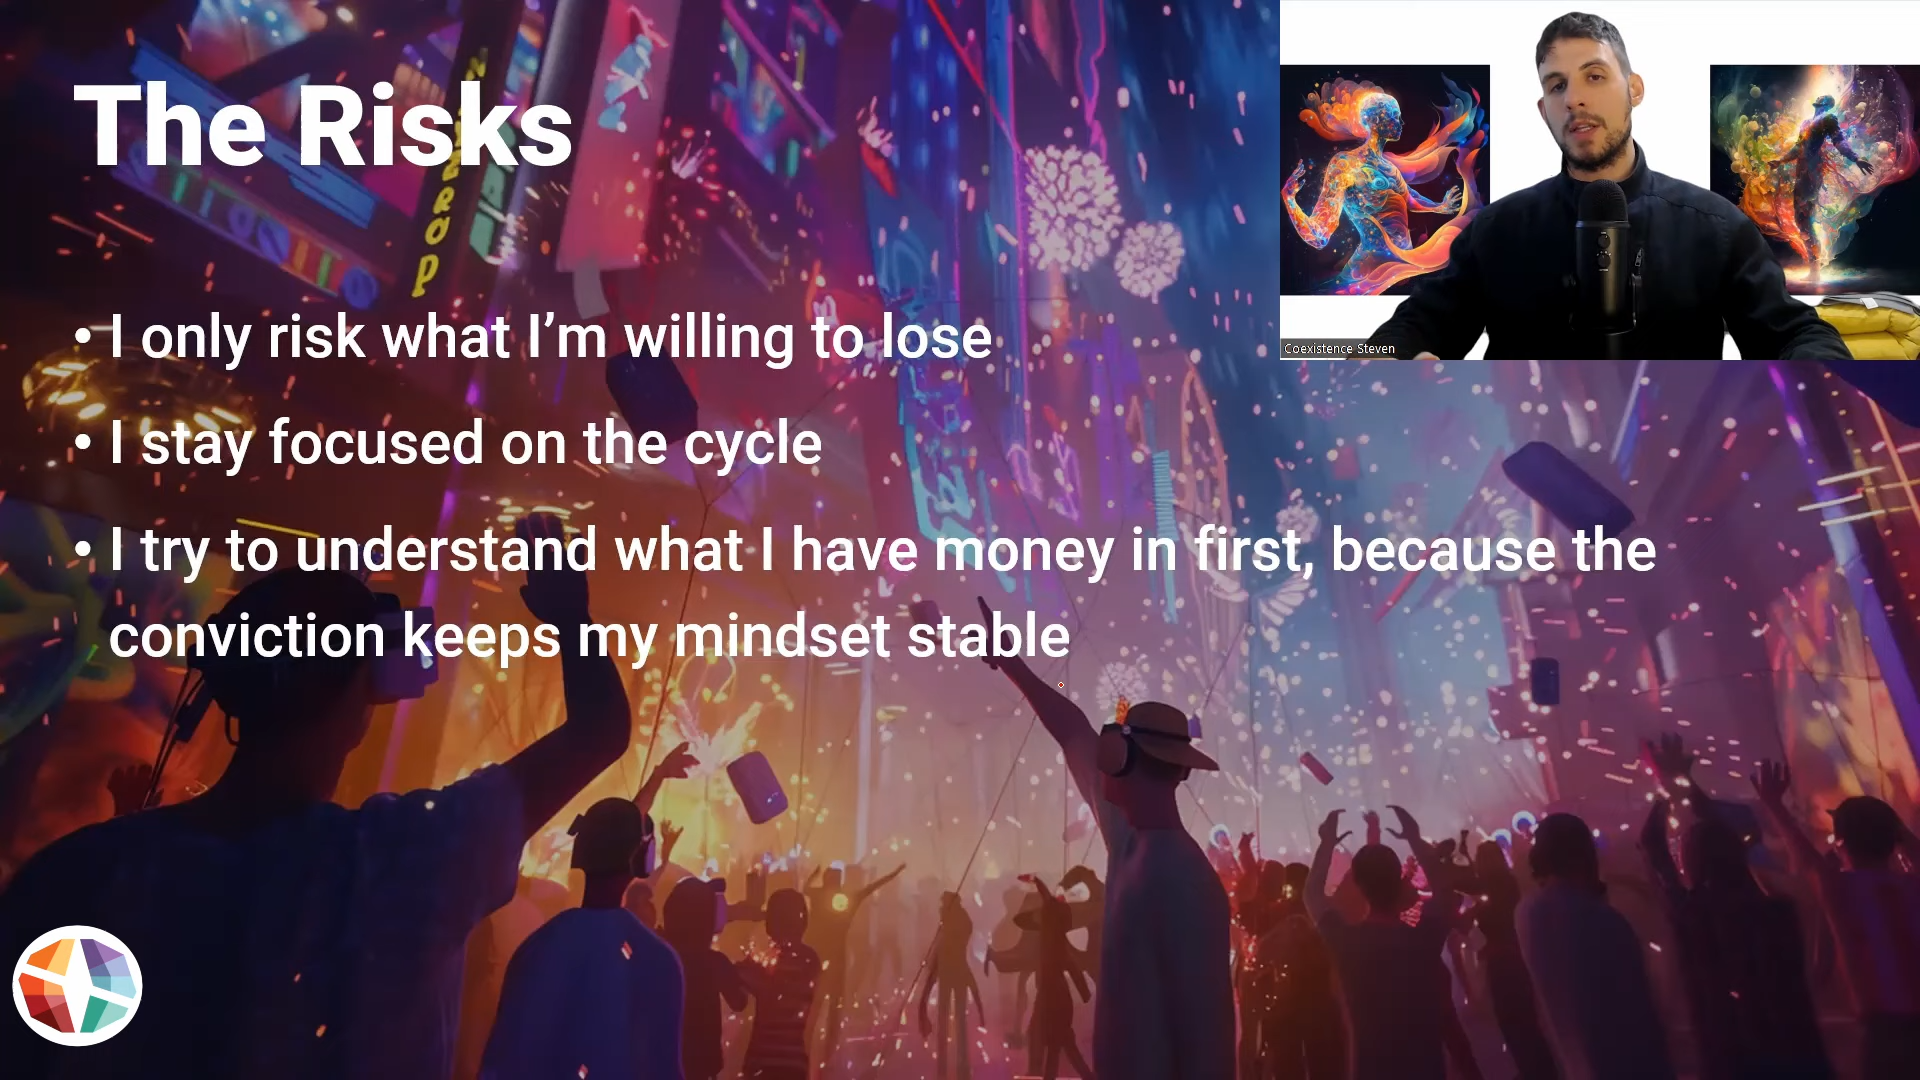 The Risks
• I only risk what I’m willing to lose
• I stay focused on the cycle
• I try to understand what I have money in first, because the
conviction keeps my mindset stable
Coexistence Steven